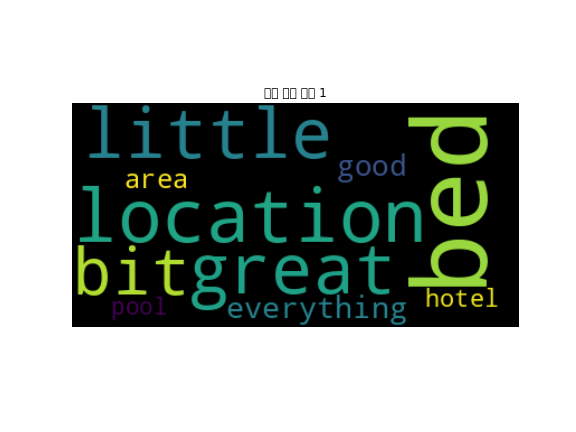 1
little
good
area
location
bed
bit
great
pool
everything
hotel